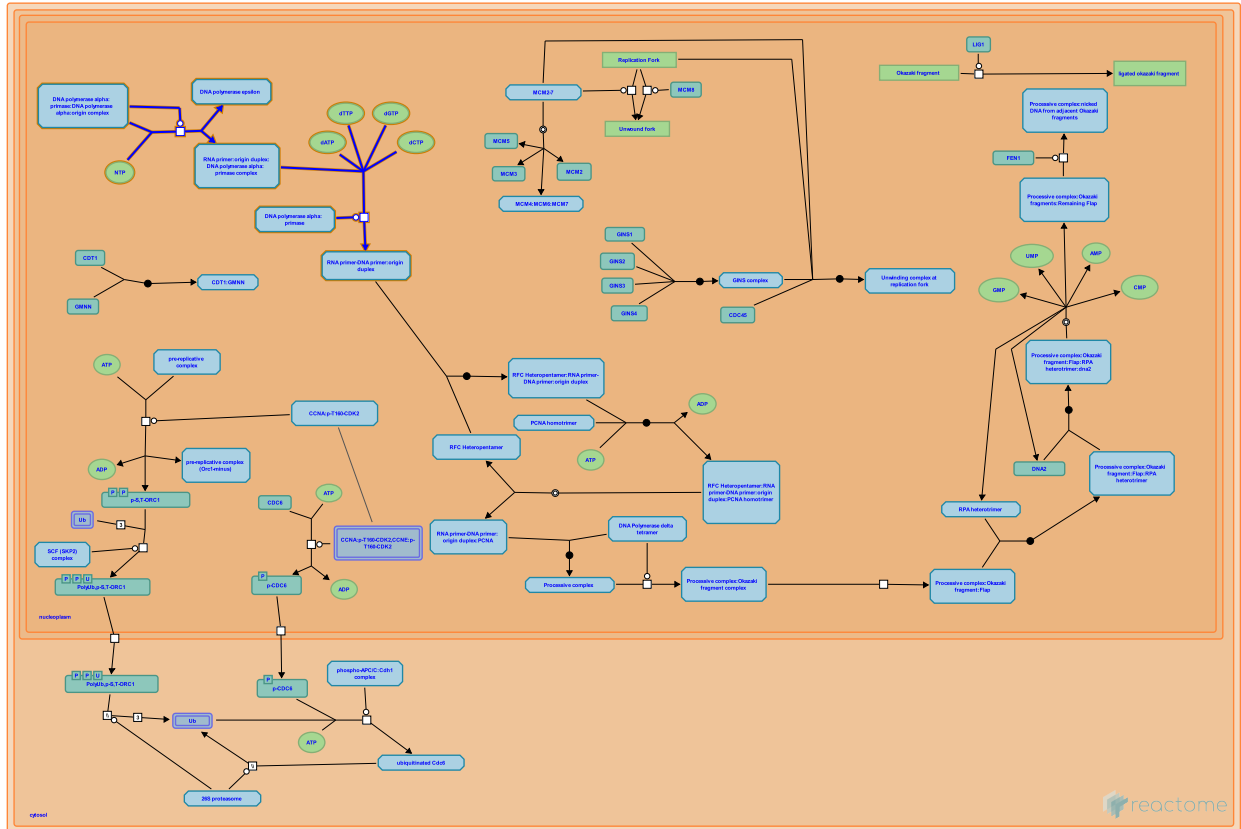 LIG1
Replication Fork
Okazaki fragment
ligated okazaki fragment
DNA polymerase alpha:
primase:DNA polymerase
alpha:origin complex
DNA polymerase epsilon
MCM2-7
MCM8
Processive complex:nicked
DNA from adjacent Okazaki
fragments
dTTP
dGTP
Unwound fork
dATP
dCTP
MCM5
RNA primer:origin duplex:
DNA polymerase alpha:
primase complex
FEN1
NTP
MCM3
MCM2
Processive complex:Okazaki
fragments:Remaining Flap
MCM4:MCM6:MCM7
DNA polymerase alpha:
primase
GINS1
CDT1
RNA primer-DNA primer:origin
duplex
GINS2
UMP
AMP
CDT1:GMNN
GINS3
GINS complex
Unwinding complex at
replication fork
GMP
CMP
GMNN
GINS4
CDC45
ATP
pre-replicative
complex
Processive complex:Okazaki
fragment:Flap:RPA
heterotrimer:dna2
RFC Heteropentamer:RNA primer-
DNA primer:origin duplex
CCNA:p-T160-CDK2
PCNA homotrimer
ADP
RFC Heteropentamer
ATP
ADP
pre-replicative complex
(Orc1-minus)
DNA2
Processive complex:Okazaki
fragment:Flap:RPA
heterotrimer
P P
p-S,T-ORC1
CDC6
ATP
RFC Heteropentamer:RNA
primer-DNA primer:origin
duplex:PCNA homotrimer
RPA heterotrimer
Ub
3
RNA primer-DNA primer:
origin duplex:PCNA
DNA Polymerase delta
tetramer
CCNA:p-T160-CDK2,CCNE:p-
T160-CDK2
SCF (SKP2)
complex
P P U
PolyUb,p-S,T-ORC1
P
p-CDC6
ADP
Processive complex
Processive complex:Okazaki
fragment complex
Processive complex:Okazaki
fragment:Flap
nucleoplasm
P P U
PolyUb,p-S,T-ORC1
P
p-CDC6
phospho-APC/C:Cdh1
complex
3
Ub
ATP
ubiquitinated Cdc6
26S proteasome
cytosol
reactome